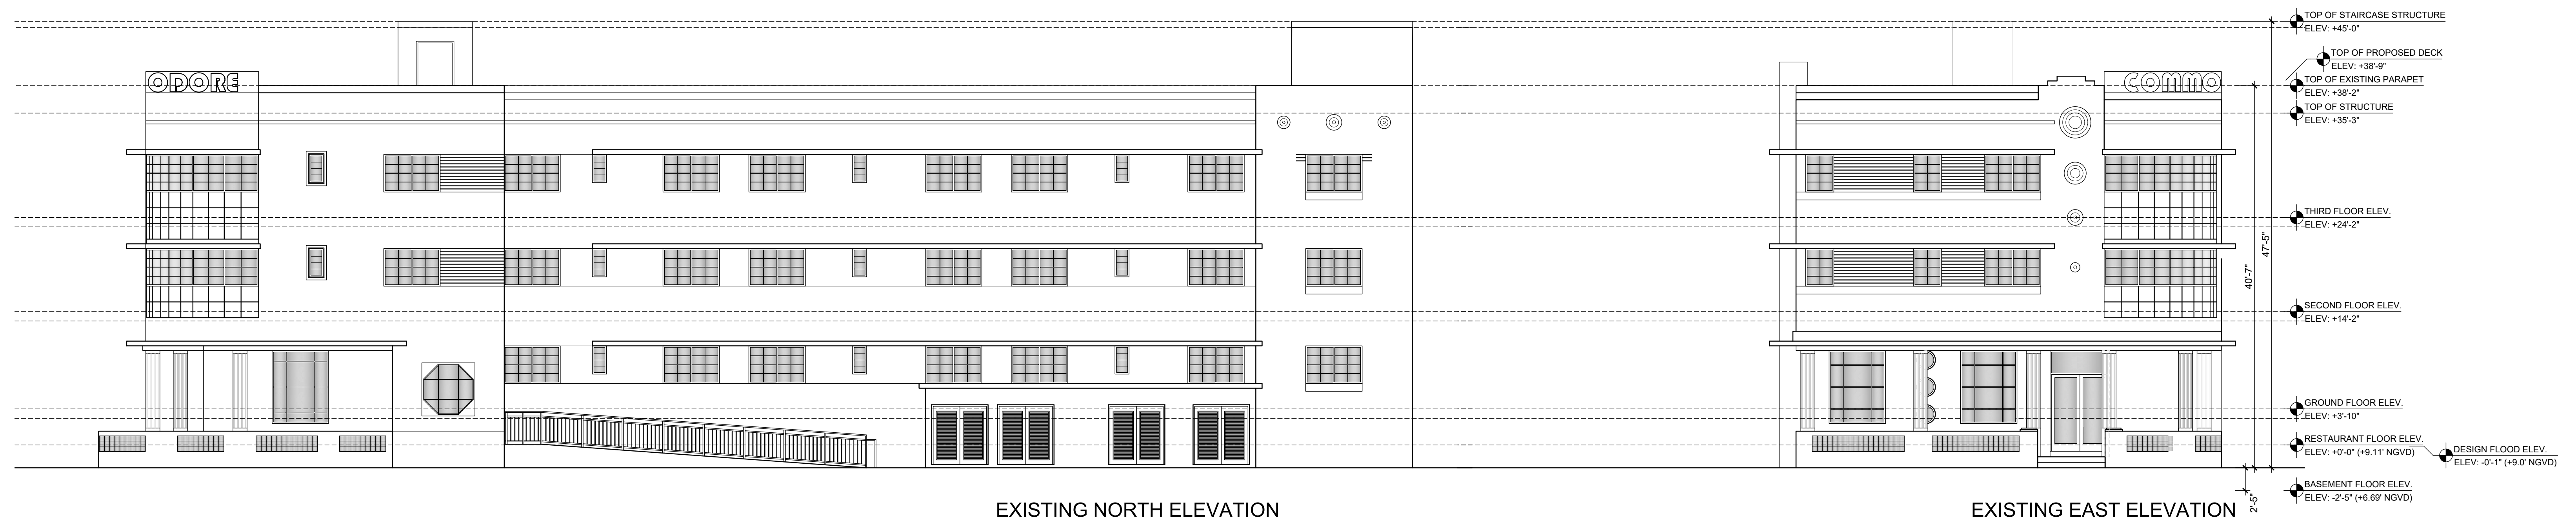 ODORE
COMMO
TOP OF STAIRCASE STRUCTURE
ELEV: +45'-0"
TOP OF PROPOSED DECK
ELEV: +38'-9"
TOP OF EXISTING PARAPET
ELEV: +38'-2"
TOP OF STRUCTURE
ELEV: +35'-3"
THIRD FLOOR ELEV.
ELEV: +24'-2"
47'-5"
40'-7"
SECOND FLOOR ELEV.
ELEV: +14'-2"
GROUND FLOOR ELEV.
ELEV: +3'-10"
RESTAURANT FLOOR ELEV.
ELEV: +0'-0" (+9.11' NGVD)
DESIGN FLOOD ELEV.
ELEV: -0'-1" (+9.0' NGVD)
BASEMENT FLOOR ELEV.
ELEV: -2'-5" (+6.69' NGVD)
2'-5"
EXISTING NORTH ELEVATION
EXISTING EAST ELEVATION